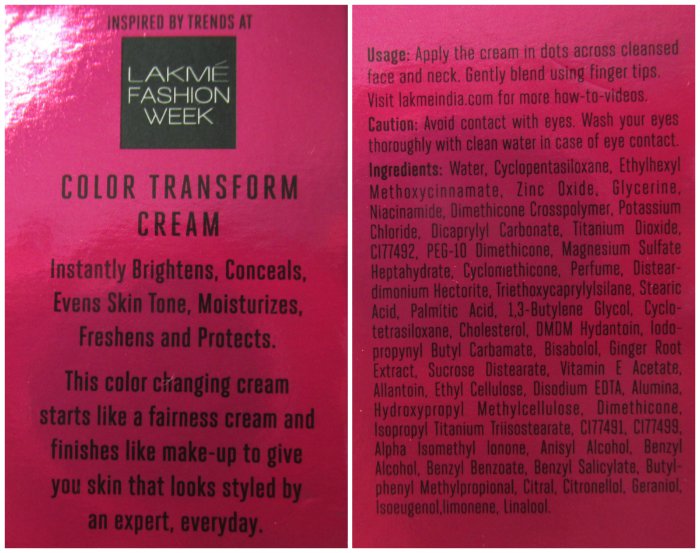 INSPIRED BY TRENDS AT
LAKMÉ
FASHION
WEEK
COLOR TRANSFORM
CREAM
Instantly Brightens, Conceals,
Evens Skin Tone, Moisturizes,
Freshens and Protects.
This color changing cream
starts like a fairness cream and
finishes like make-up to give
you skin that looks styled by
an expert, everyday.
Usage: Apply the cream in dots across cleansed
face and neck. Gently blend using finger tips.
Visit lakmeindia.com for more how-to-videos.
Caution: Avoid contact with eyes. Wash your eyes
thoroughly with clean water in case of eye contact.
Ingredients: Water, Cyclopentasiloxane, Ethylhexyl
Methoxycinnamate, Zinc Oxide, Glycerine,
Niacinamide, Dimethicone Crosspolymer, Potassium
Chloride, Dicaprylyl Carbonate, Titanium Dioxide,
CI77492, PEG-10 Dimethicone, Magnesium Sulfate
Heptahydrate, Cyclomethicone, Perfume, Distear-
dimonium Hectorite, Triethoxycaprylylsilane, Stearic
Acid, Palmitic Acid, 1,3-Butylene Glycol, Cyclo-
tetrasiloxane, Cholesterol, DMDM Hydantoin, Iodo-
propynyl Butyl Carbamate, Bisabolol, Ginger Root
Extract, Sucrose Distearate, Vitamin E Acetate,
Allantoin, Ethyl Cellulose, Disodium EDTA, Alumina,
Hydroxypropyl Methylcellulose, Dimethicone,
Isopropyl Titanium Triisostearate, CI77491, CI77499,
Alpha Isomethyl Ionone, Anisyl Alcohol, Benzyl
Alcohol, Benzyl Benzoate, Benzyl Salicylate, Butyl-
phenyl Methylpropional, Citral, Citronellol, Geraniol,
Isoeugenol,limonene, Linalool.